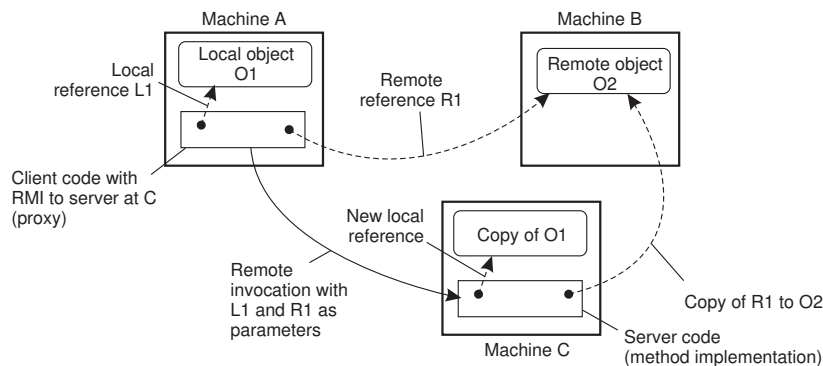 Machine A
Machine B
Local object
O1
Remote object
O2
Local
reference L1
Remote
reference R1
Client code with
RMI to server at C
(proxy)
New local
reference
Copy of O1
Remote
invocation with
L1 and R1 as
parameters
Copy of R1 to O2
Server code
(method implementation)
Machine C